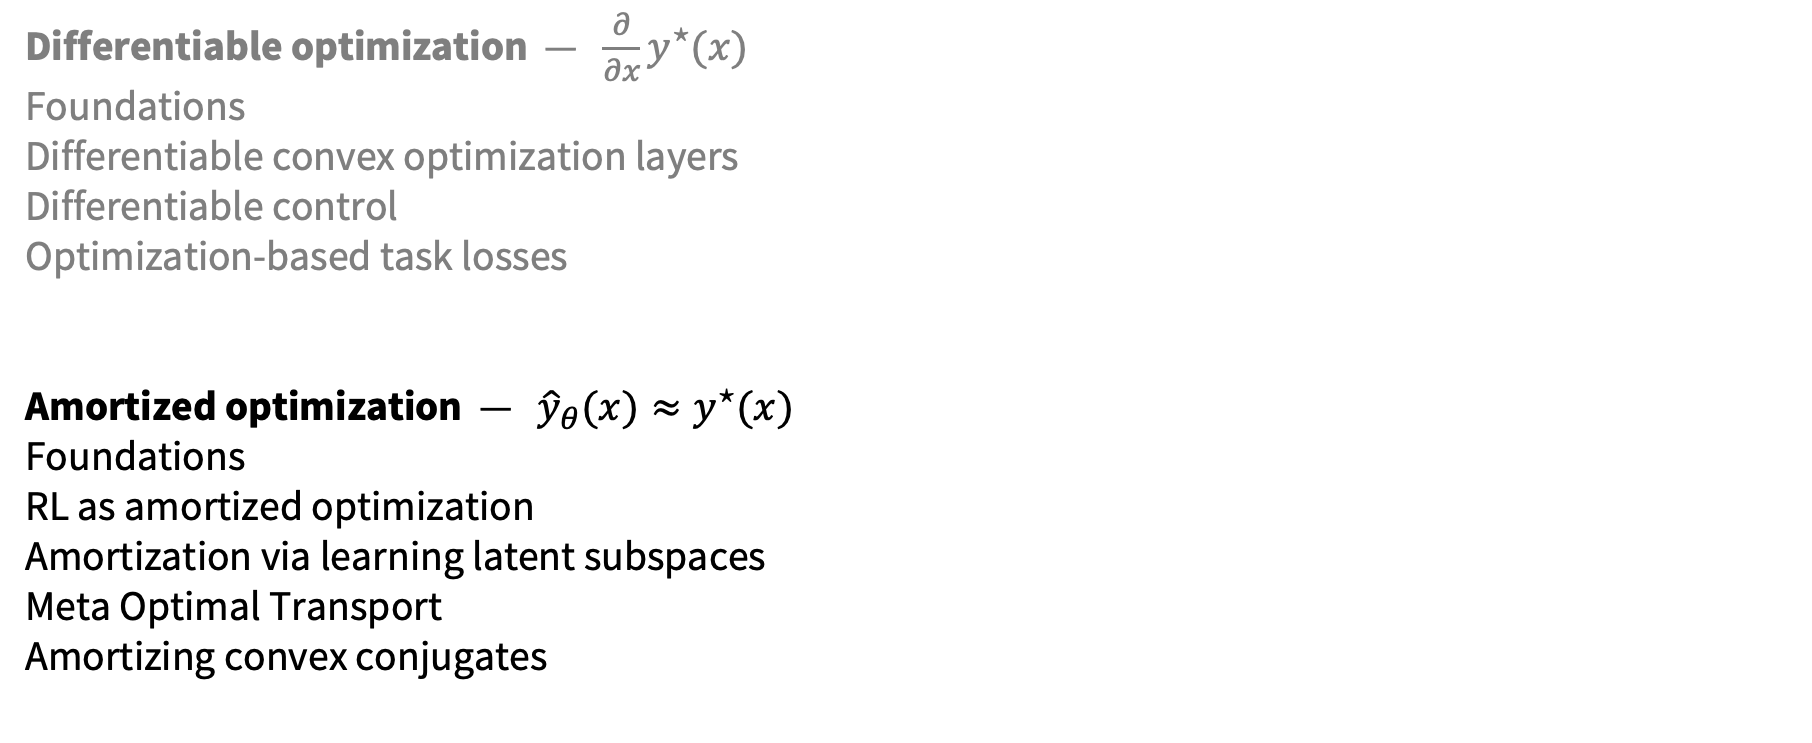 Differentiable optimization — ∂/∂x y⋆(x)
Foundations
Differentiable convex optimization layers
Differentiable control
Optimization-based task losses
Amortized optimization — ŷθ(x) ≈ y⋆(x)
Foundations
RL as amortized optimization
Amortization via learning latent subspaces
Meta Optimal Transport
Amortizing convex conjugates